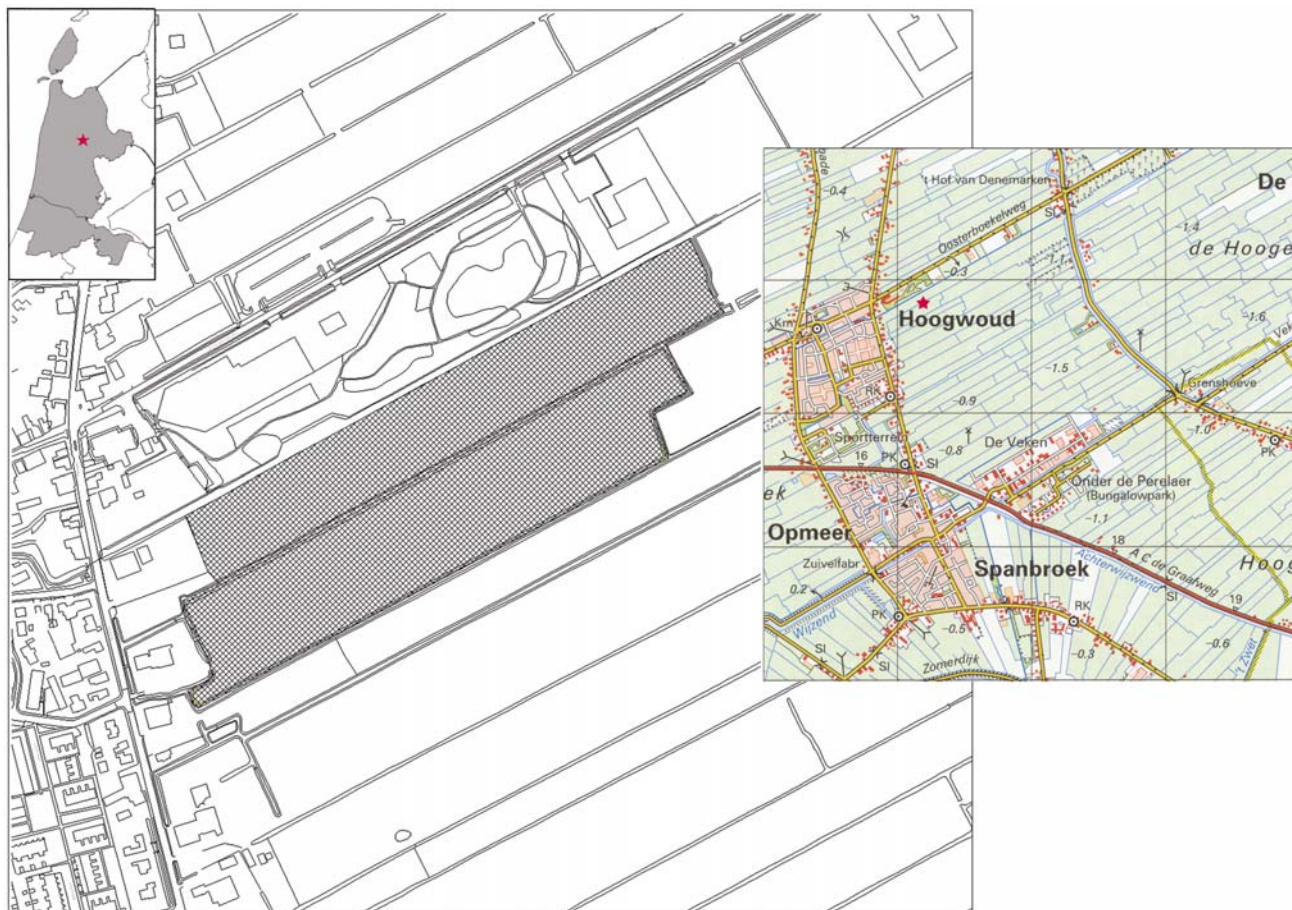 't Hof van Denemarken
-0.4
SI
De
Oosterboekelweg
-1.4
-1.1
de Hooge
-0.3
3
-1.6
Km
Hoogwoud
-1.5
Grenshoeve
RK
-0.9
-1.0
Sportterrein
De Veken
16
PK
SI
-0.8
PK
ek
Onder de Perelaer
(Bungalowpark)
-1.1
Opmeer
18
A C de Graafweg
Achterwijzwend
Zuivelfabr
Spanbroek
Hoog
0.2
SI
19
RK
Wijzend
PK
-0.5
-0.3
-0.6
SI
SI
Zomerdijk
't Zwet